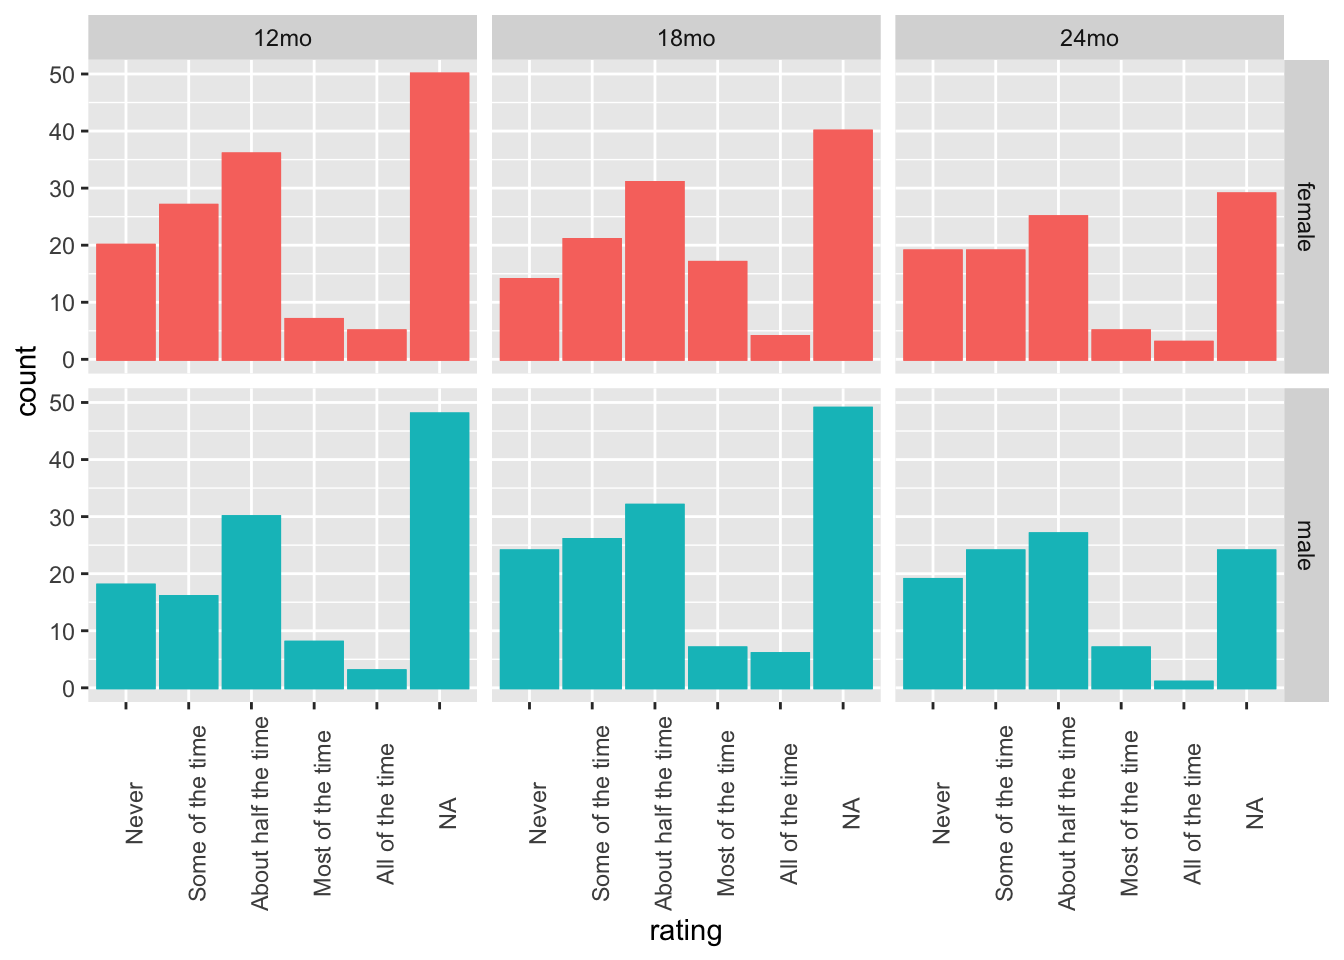 12mo
18mo
24mo
50
40
30
20
10
0
female
50
40
30
20
10
0
male
count
Never
Some of the time
About half the time
Most of the time
All of the time
NA
Never
Some of the time
About half the time
Most of the time
All of the time
NA
Never
Some of the time
About half the time
Most of the time
All of the time
NA
rating